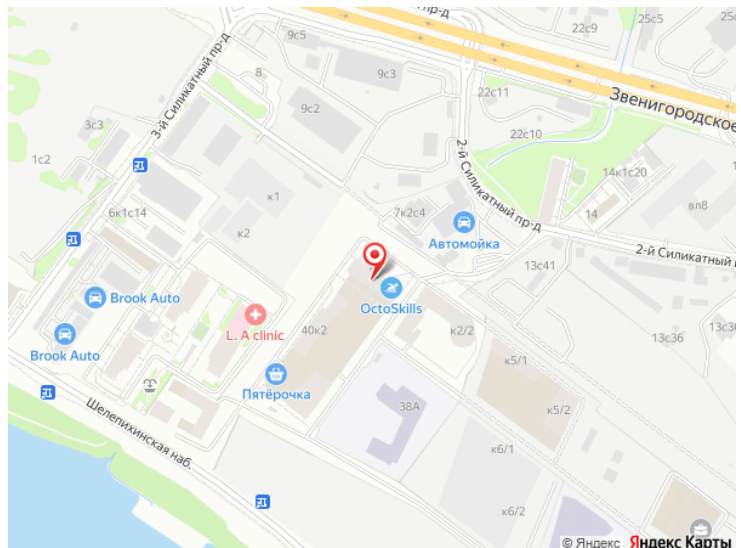 пр-д
25с5
22с9
9с5
3-й Силикатный пр-д
8
9с3
22с11
Звенигородское
9с2
3с3
22с10
1с2
2-й Силикатный пр-д
14к1с20
к1
вл8
6к1с14
7к2с4
14
к2
Автомойка
2-й Силикатный
13с41
Brook Auto
OctoSkills
L. A clinic
40к2
к2/2
13с36
Brook Auto
к5/1
Пятёрочка
38А
к5/2
Шелепихинская наб.
к6/1
к6/2
© Яндекс Яндекс Карты